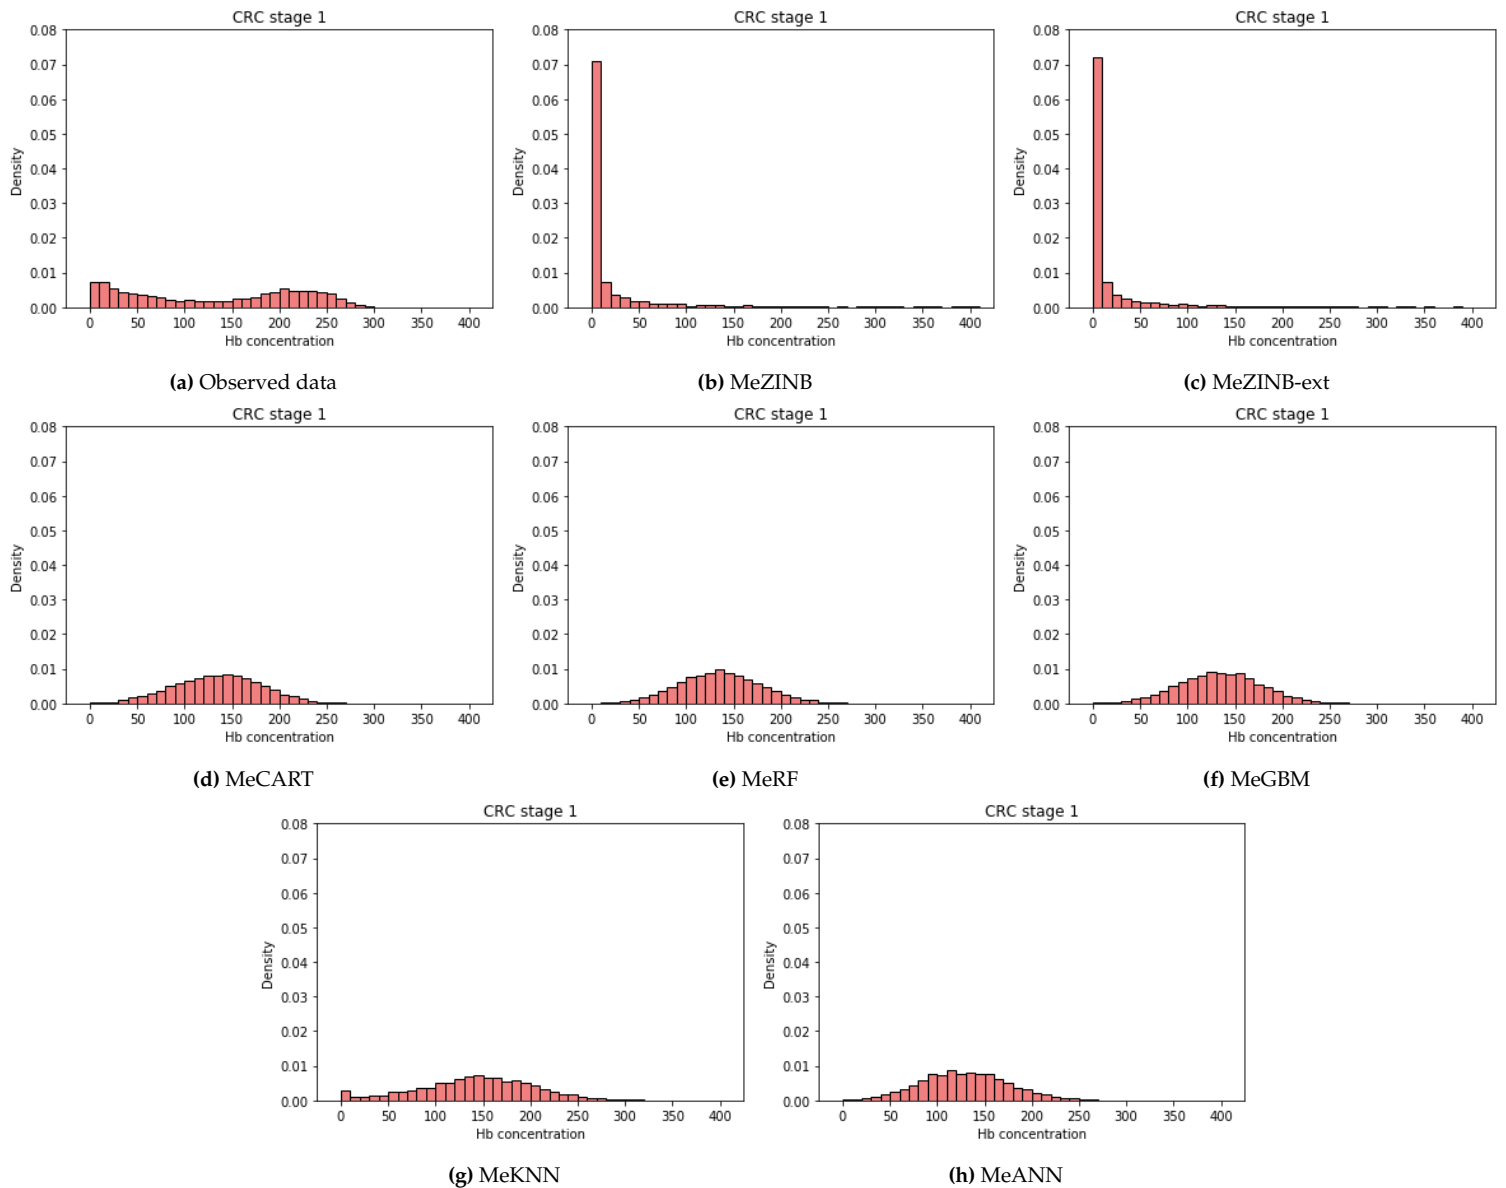 CRC stage 1
0.08
0.07
0.06
0.05
0.04
0.03
0.02
0.01
0.00
Density
0 50 100 150 200 250 300 350 400
Hb concentration
(a) Observed data
CRC stage 1
0.08
0.07
0.06
0.05
0.04
0.03
0.02
0.01
0.00
Density
0 50 100 150 200 250 300 350 400
Hb concentration
(b) MeZINB
CRC stage 1
0.08
0.07
0.06
0.05
0.04
0.03
0.02
0.01
0.00
Density
0 50 100 150 200 250 300 350 400
Hb concentration
(c) MeZINB-ext
CRC stage 1
0.08
0.07
0.06
0.05
0.04
0.03
0.02
0.01
0.00
Density
0 50 100 150 200 250 300 350 400
Hb concentration
(d) MeCART
CRC stage 1
0.08
0.07
0.06
0.05
0.04
0.03
0.02
0.01
0.00
Density
0 50 100 150 200 250 300 350 400
Hb concentration
(e) MeRF
CRC stage 1
0.08
0.07
0.06
0.05
0.04
0.03
0.02
0.01
0.00
Density
0 50 100 150 200 250 300 350 400
Hb concentration
(f) MeGBM
CRC stage 1
0.08
0.07
0.06
0.05
0.04
0.03
0.02
0.01
0.00
Density
0 50 100 150 200 250 300 350 400
Hb concentration
(g) MeKNN
CRC stage 1
0.08
0.07
0.06
0.05
0.04
0.03
0.02
0.01
0.00
Density
0 50 100 150 200 250 300 350 400
Hb concentration
(h) MeANN